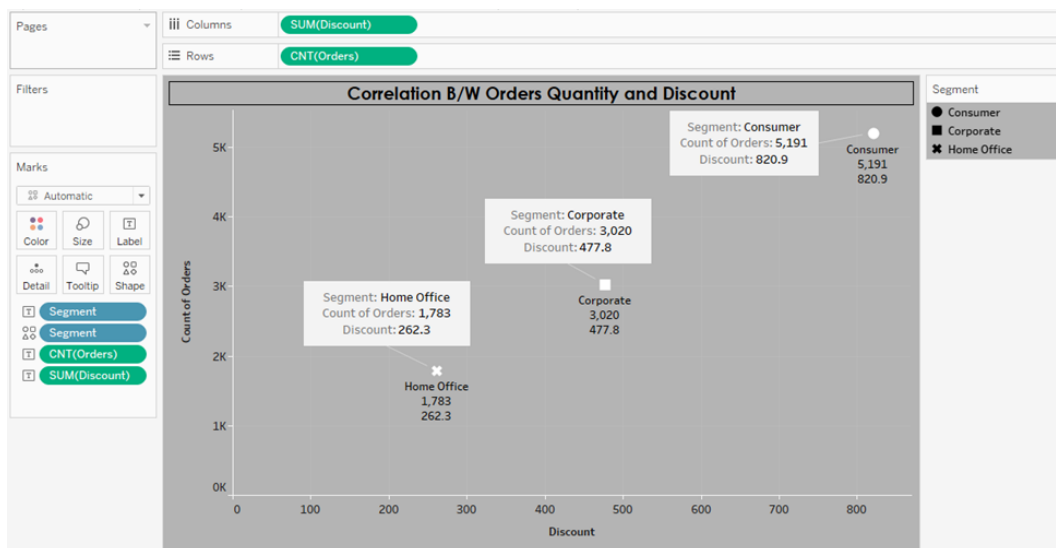 Pages
Columns
SUM(Discount)
Rows
CNT(Orders)
Filters
Marks
Automatic
Color
Size
Label
Detail
Tooltip
Shape
Segment
Segment
CNT(Orders)
SUM(Discount)
Correlation B/W Orders Quantity and Discount
Count of Orders
5K
4K
3K
2K
1K
0K
Segment: Consumer
Count of Orders: 5,191
Discount: 820.9
Consumer
5,191
820.9
Segment: Corporate
Count of Orders: 3,020
Discount: 477.8
Corporate
3,020
477.8
Segment: Home Office
Count of Orders: 1,783
Discount: 262.3
Home Office
1,783
262.3
0 100 200 300 400 500 600 700 800
Discount
Segment
Consumer
Corporate
Home Office